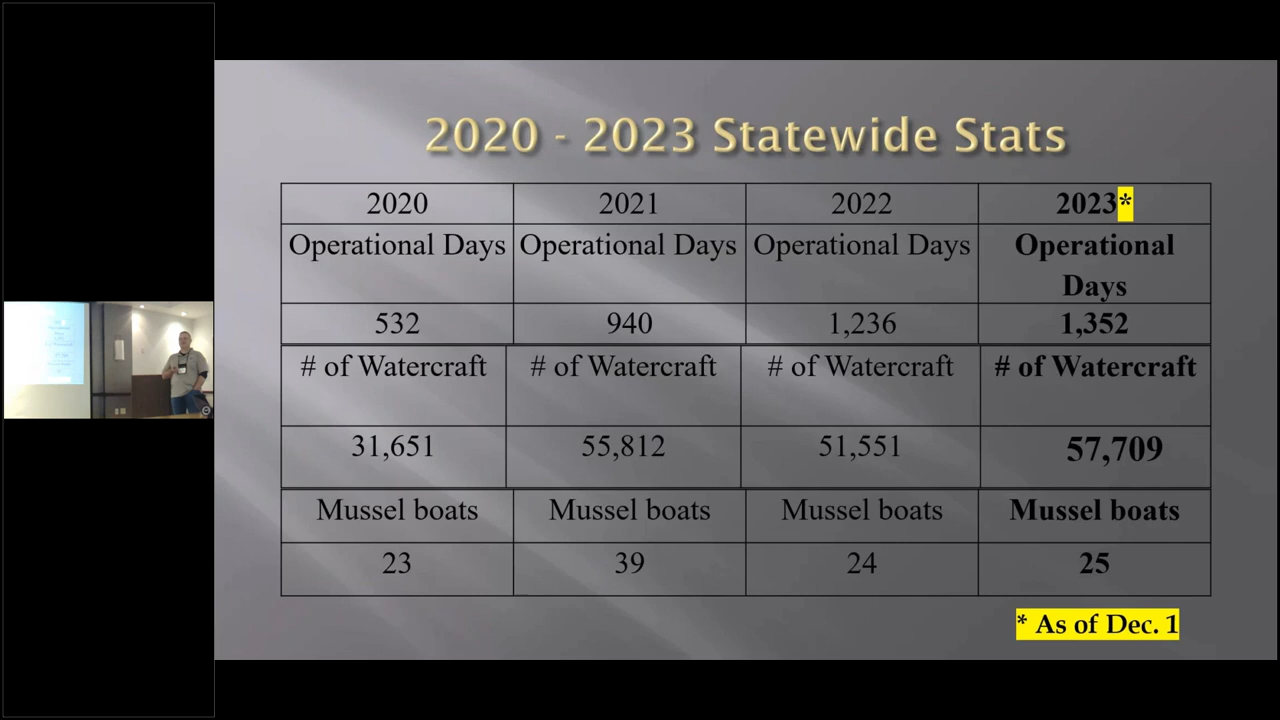 2020 - 2023 Statewide Stats
2020 2021 2022 2023*
Operational Days Operational Days Operational Days Operational Days
532 940 1,236 1,352
# of Watercraft # of Watercraft # of Watercraft # of Watercraft
31,651 55,812 51,551 57,709
Mussel boats Mussel boats Mussel boats Mussel boats
23 39 24 25
* As of Dec. 1